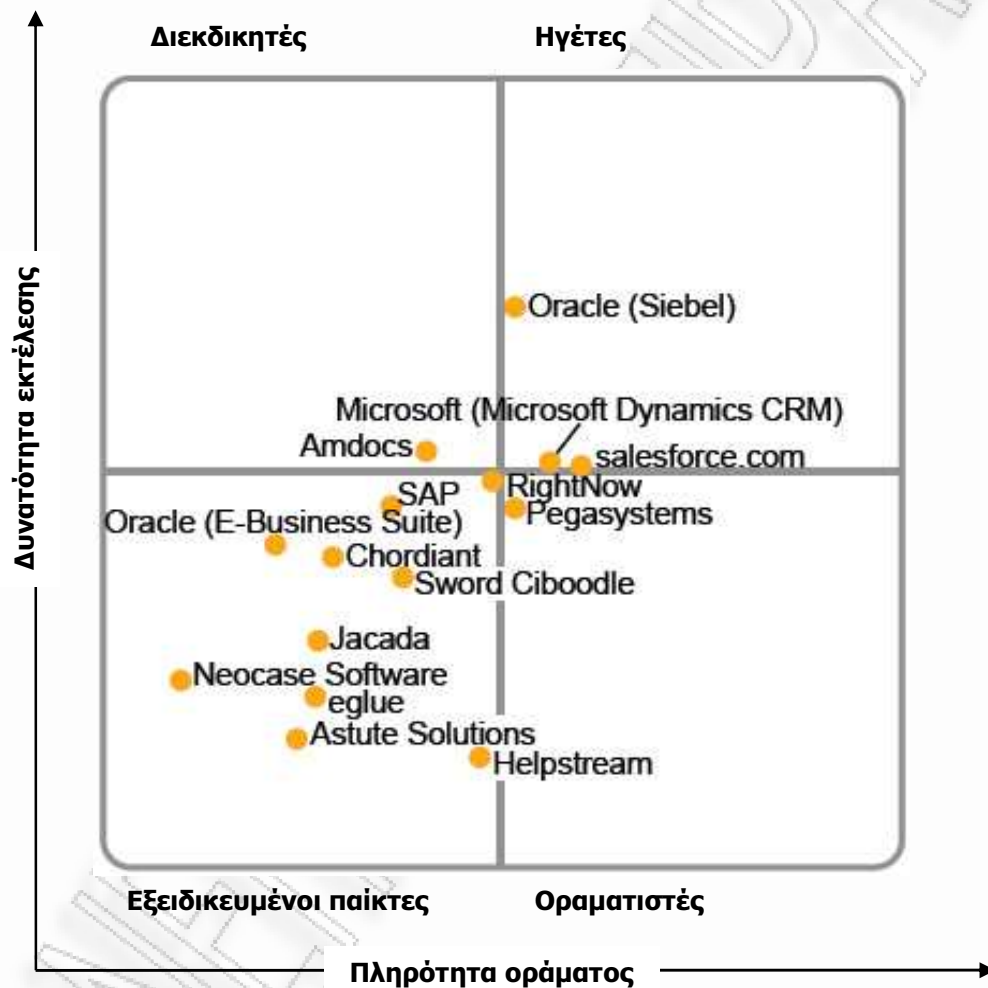 Διεκδικητές
Ηγέτες
Δυνατότητα εκτέλεσης
Oracle (Siebel)
Microsoft (Microsoft Dynamics CRM)
Amdocs
salesforce.com
RightNow
SAP
Pegasystems
Oracle (E-Business Suite)
Chordiant
Sword Ciboodle
Jacada
Neocase Software
eglue
Astute Solutions
Helpstream
Εξειδικευμένοι παίκτες
Οραματιστές
Πληρότητα οράματος